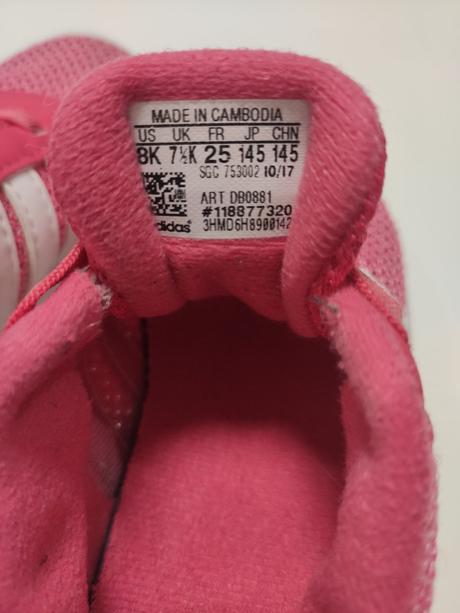 MADE IN CAMBODIA
US UK FR JP CHN
8K 7½K 25 145 145
SGC 753002 10/17
ART DB0881
#118877320
adidas® 3HMD6H8900142